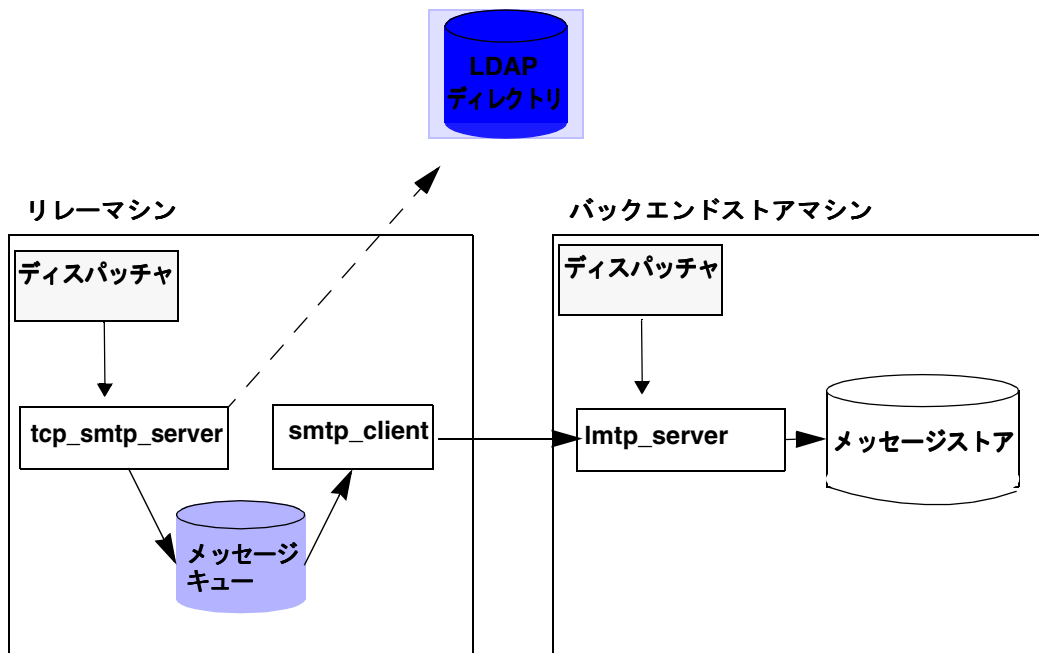 LDAP
ディレクトリ
リレーマシン
バックエンドストアマシン
ディスパッチャ
ディスパッチャ
tcp_smtp_server
smtp_client
lmtp_server
メッセージストア
メッセージ
キュー